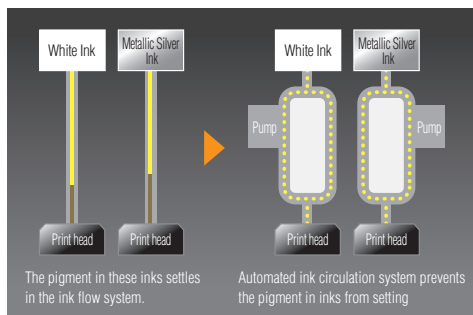 White Ink
Metallic Silver
Ink
White Ink
Metallic Silver
Ink
Pump
Pump
Print head
Print head
Print head
Print head
The pigment in these inks settles
in the ink flow system.
Automated ink circulation system prevents
the pigment in inks from setting